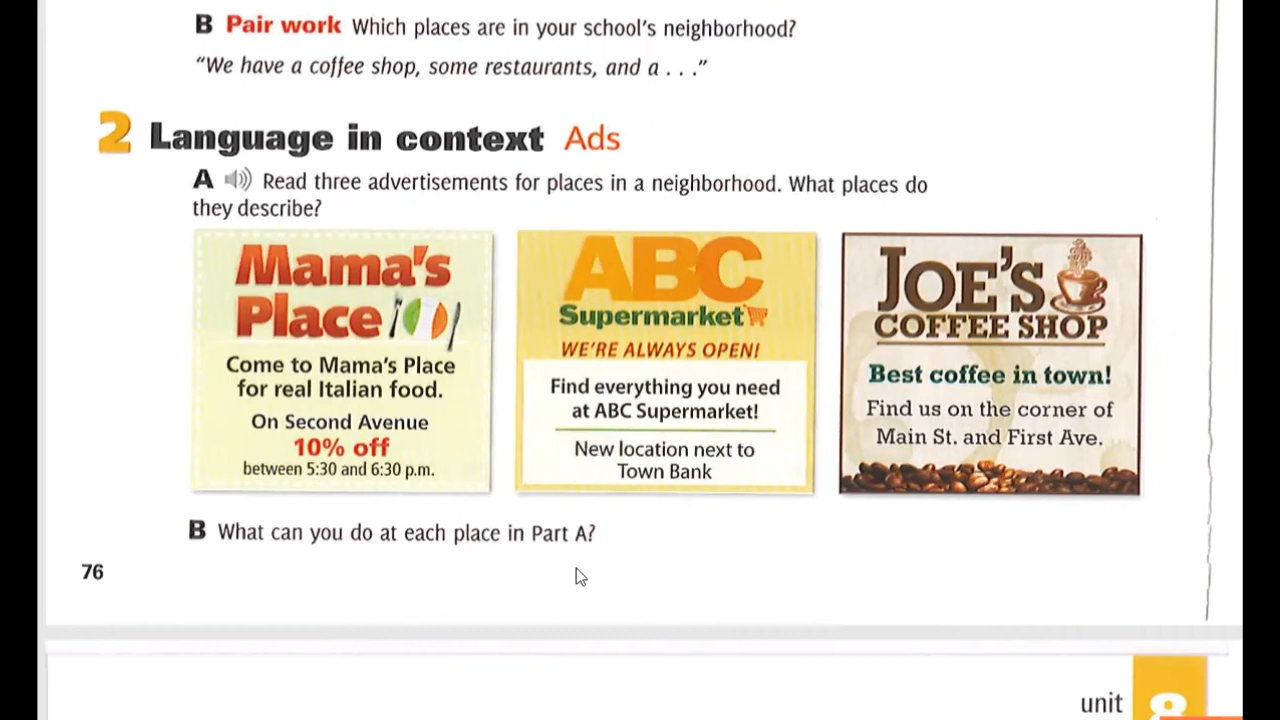 B Pair work Which places are in your school's neighborhood?
"We have a coffee shop, some restaurants, and a . . ."
2 Language in context Ads
A Read three advertisements for places in a neighborhood. What places do
they describe?
Mama's
Place
Come to Mama's Place
for real Italian food.
On Second Avenue
10% off
between 5:30 and 6:30 p.m.
ABC
Supermarket
WE'RE ALWAYS OPEN!
Find everything you need
at ABC Supermarket!
New location next to
Town Bank
JOE'S
COFFEE SHOP
Best coffee in town!
Find us on the corner of
Main St. and First Ave.
B What can you do at each place in Part A?
76
unit 8